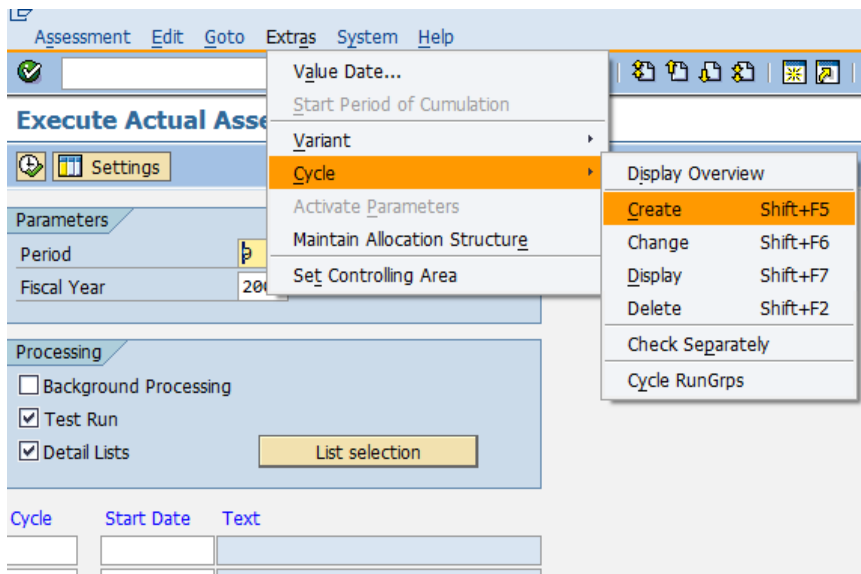 Assessment Edit Goto Extras System Help
Value Date...
Start Period of Cumulation
Execute Actual Asse
Variant
Settings
Cycle
Display Overview
Activate Parameters
Create Shift+F5
Parameters
Maintain Allocation Structure
Change Shift+F6
Period
Set Controlling Area
Display Shift+F7
Fiscal Year
Delete Shift+F2
Check Separately
Processing
Cycle RunGrps
Background Processing
Test Run
Detail Lists List selection
Cycle Start Date Text